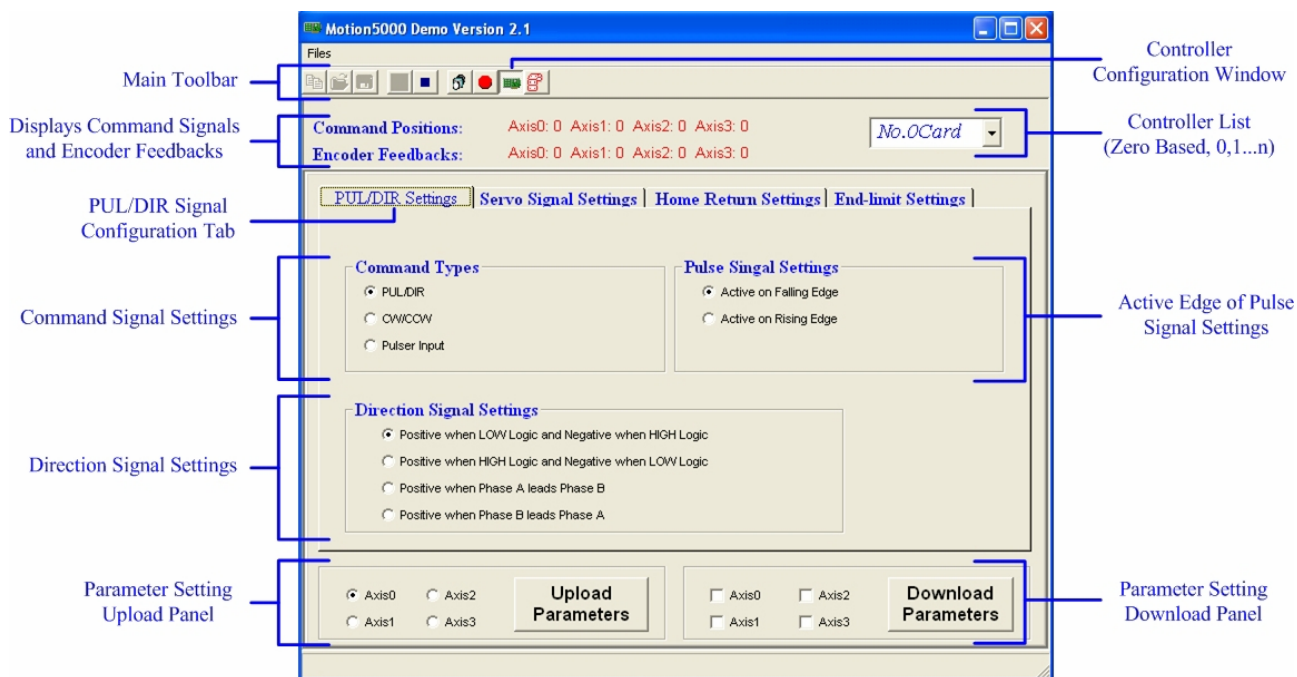 Motion5000 Demo Version 2.1
Files
Main Toolbar
Controller
Configuration Window
Displays Command Signals
and Encoder Feedbacks
Command Positions: Axis0: 0 Axis1: 0 Axis2: 0 Axis3: 0
Encoder Feedbacks: Axis0: 0 Axis1: 0 Axis2: 0 Axis3: 0
No.0Card
Controller List
(Zero Based, 0,1...n)
PUL/DIR Signal
Configuration Tab
PUL/DIR Settings Servo Signal Settings Home Return Settings End-limit Settings
Command Signal Settings
Command Types
PUL/DIR
CW/CCW
Pulser Input
Pulse Singal Settings
Active on Falling Edge
Active on Rising Edge
Active Edge of Pulse
Signal Settings
Direction Signal Settings
Direction Signal Settings
Positive when LOW Logic and Negative when HIGH Logic
Positive when HIGH Logic and Negative when LOW Logic
Positive when Phase A leads Phase B
Positive when Phase B leads Phase A
Parameter Setting
Upload Panel
Axis0 Axis2
Axis1 Axis3
Upload
Parameters
Axis0 Axis2
Axis1 Axis3
Download
Parameters
Parameter Setting
Download Panel